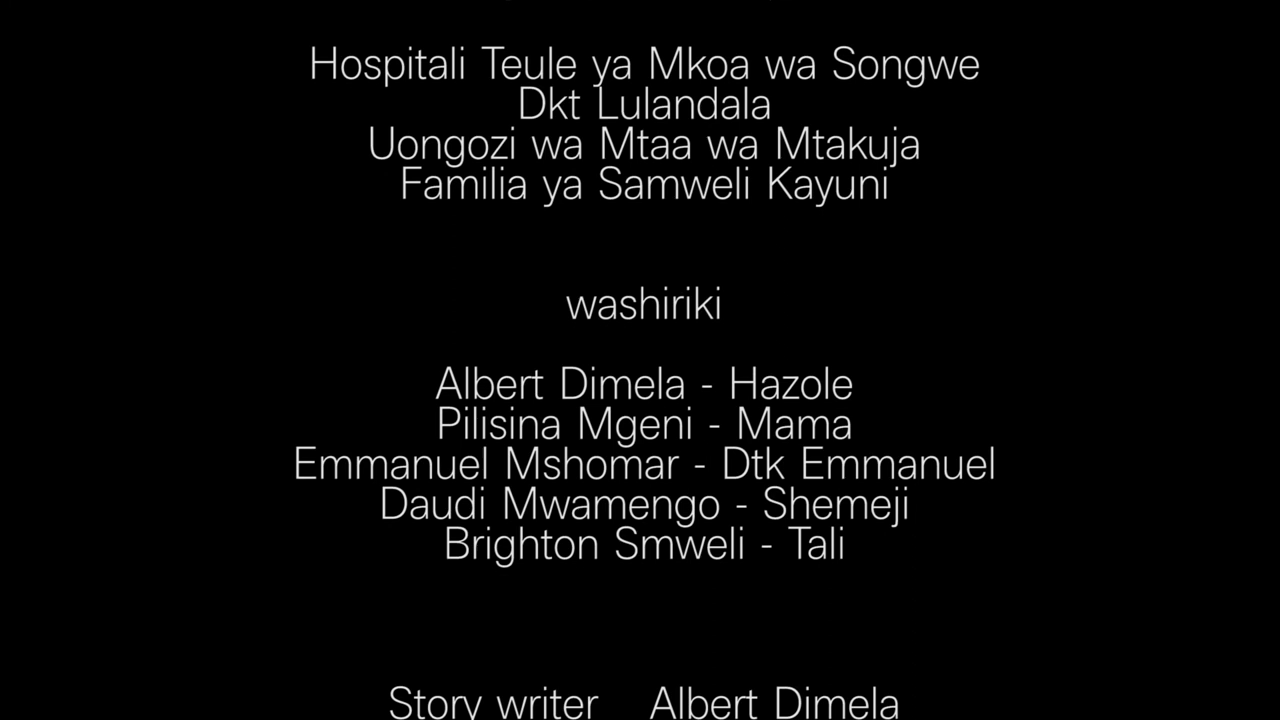 Hospitali Teule ya Mkoa wa Songwe
Dkt Lulandala
Uongozi wa Mtaa wa Mtakuja
Familia ya Samweli Kayuni
washiriki
Albert Dimela - Hazole
Pilisina Mgeni - Mama
Emmanuel Mshomar - Dtk Emmanuel
Daudi Mwamengo - Shemeji
Brighton Smweli - Tali
Story writer Albert Dimela